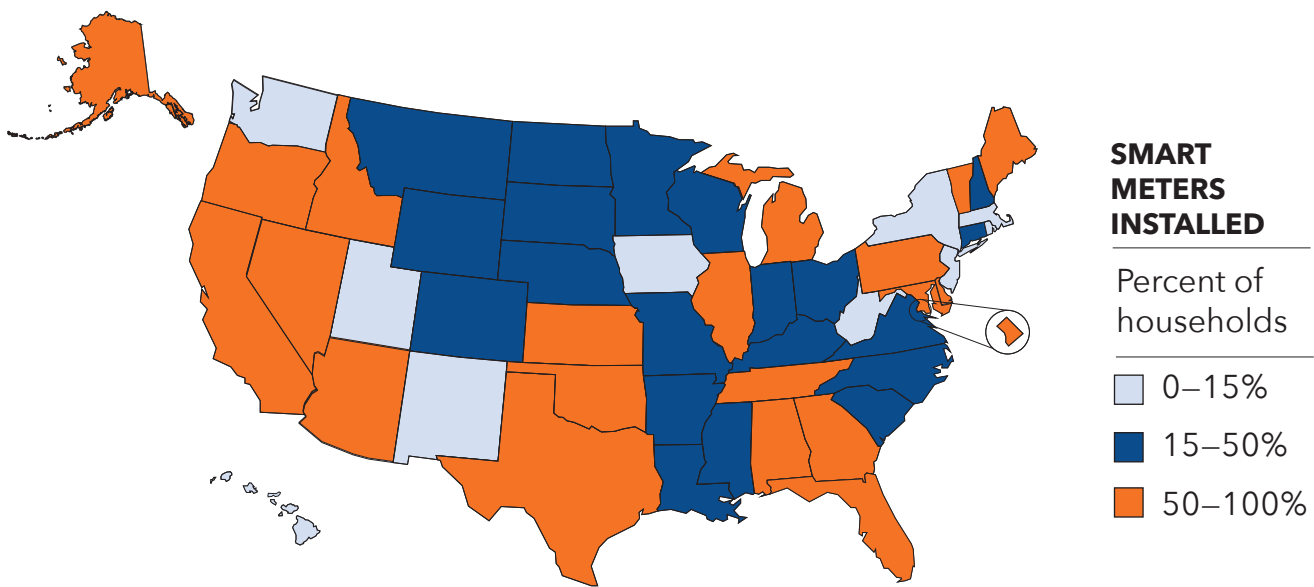 SMART
METERS
INSTALLED
Percent of
households
0–15%
15–50%
50–100%